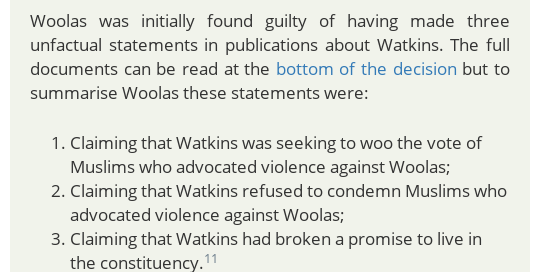 Woolas was initially found guilty of having made three
unfactual statements in publications about Watkins. The full
documents can be read at the bottom of the decision but to
summarise Woolas these statements were:
1. Claiming that Watkins was seeking to woo the vote of
Muslims who advocated violence against Woolas;
2. Claiming that Watkins refused to condemn Muslims who
advocated violence against Woolas;
3. Claiming that Watkins had broken a promise to live in
the constituency.11